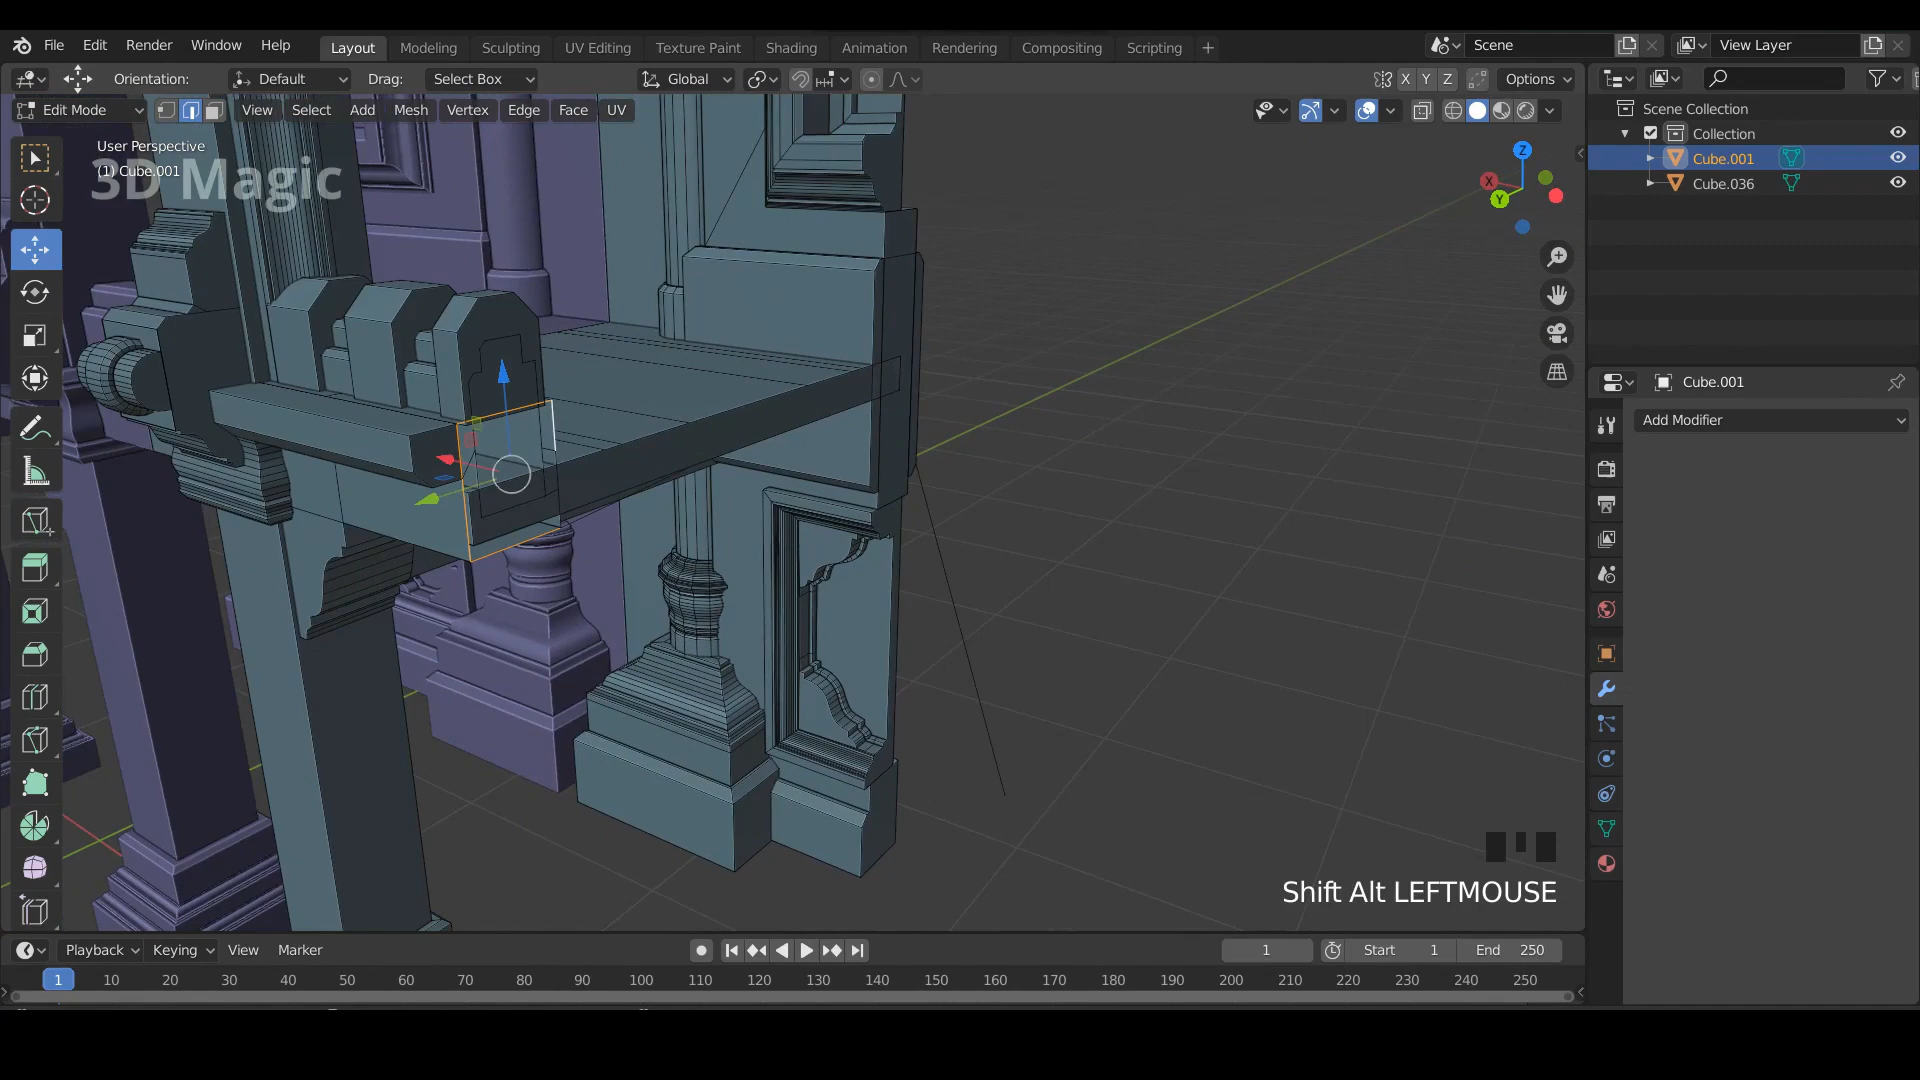 File Edit Render Window Help Layout Modeling Sculpting UV Editing Texture Paint Shading Animation Rendering Compositing Scripting + Scene View Layer
Orientation: Default Drag: Select Box Global X Y Z Options
Edit Mode View Select Add Mesh Vertex Edge Face UV
Scene Collection
Collection
Cube.001
Cube.036
User Perspective
(1) Cube.001
3D Magic
Z
X
Y
Cube.001
Add Modifier
Shift Alt LEFTMOUSE
Playback Keying View Marker 1 Start 1 End 250
1 10 20 30 40 50 60 70 80 90 100 110 120 130 140 150 160 170 180 190 200 210 220 230 240 250